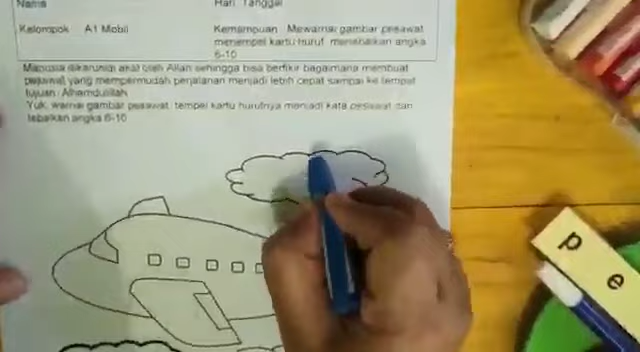 Nama
Hari Tanggal
Kelompok A1 Mobil
Kemampuan Mewarnai gambar pesawat
menempel kartu huruf menebalkan angka
6-10
Manusia dikaruniai akal oleh Allah sehingga bisa berfikir bagaimana membuat
pesawat yang mempermudah perjalanan menjadi lebih cepat sampai ke tempat
tujuan Alhamdulillah
Yuk warnai gambar pesawat tempel kartu hurufnya menjadi kata pesawat dan
tebalkan angka 6-10
p e